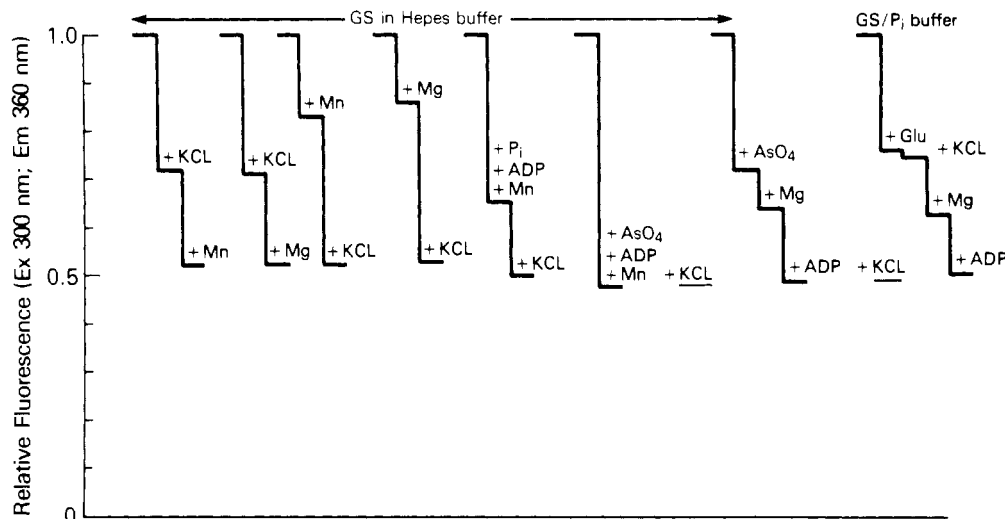 GS in Hepes buffer
GS/Pi buffer
Relative Fluorescence (Ex 300 nm; Em 360 nm)
1.0
0.5
0
+ KCL
+ Mn
+ KCL
+ Mg
+ Mn
+ KCL
+ Mg
+ KCL
+ Pi
+ ADP
+ Mn
+ KCL
+ AsO4
+ ADP
+ Mn
+ KCL
+ AsO4
+ Mg
+ ADP
+ KCL
+ Glu
+ KCL
+ Mg
+ ADP